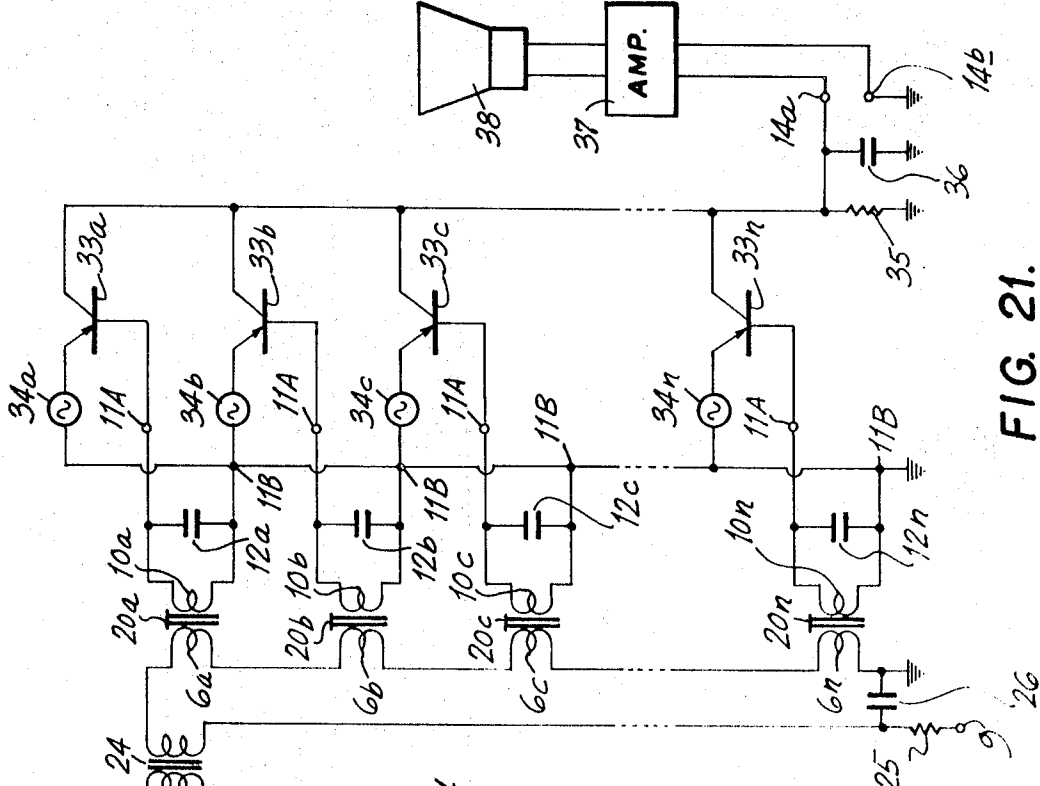 38
AMP.
37
14a
14b
36
35
34a
33a
11A
34b
33b
11A
11B
34c
33c
11A
11B
34n
33n
11A
11B
11B
10a
12a
20a
6a
10b
12b
20b
6b
10c
12c
20c
6c
10n
12n
20n
6n
24
25
26
9
FIG. 21.